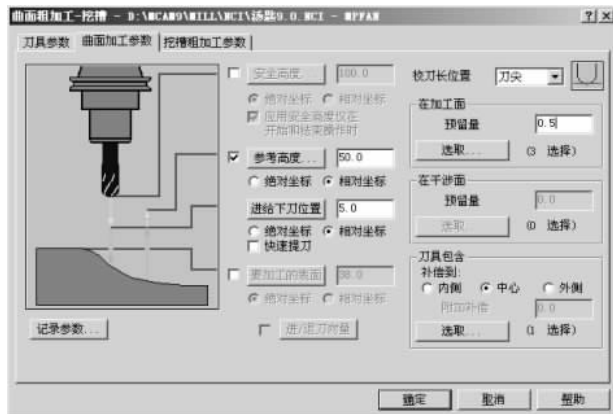 曲面粗加工-挖槽 - D:\MCAM9\MILL\NCI\汤匙9.0.NCI - MPFAN
刀具参数 曲面加工参数 挖槽粗加工参数
安全高度... 100.0
绝对坐标 相对坐标
应用安全高度仅在
开始和结束操作时
参考高度... 50.0
绝对坐标 相对坐标
进给下刀位置 5.0
绝对坐标 相对坐标
快速提刀
要加工的表面 38.0
绝对坐标 相对坐标
进/退刀向量
记录参数...
校刀长位置 刀尖
在加工面
预留量 0.5
选取... (3 选择)
在干涉面
预留量 0.0
选取... (0 选择)
刀具包含
补偿到:
内侧 中心 外侧
附加补偿 0.0
选取... (1 选择)
确定 取消 帮助